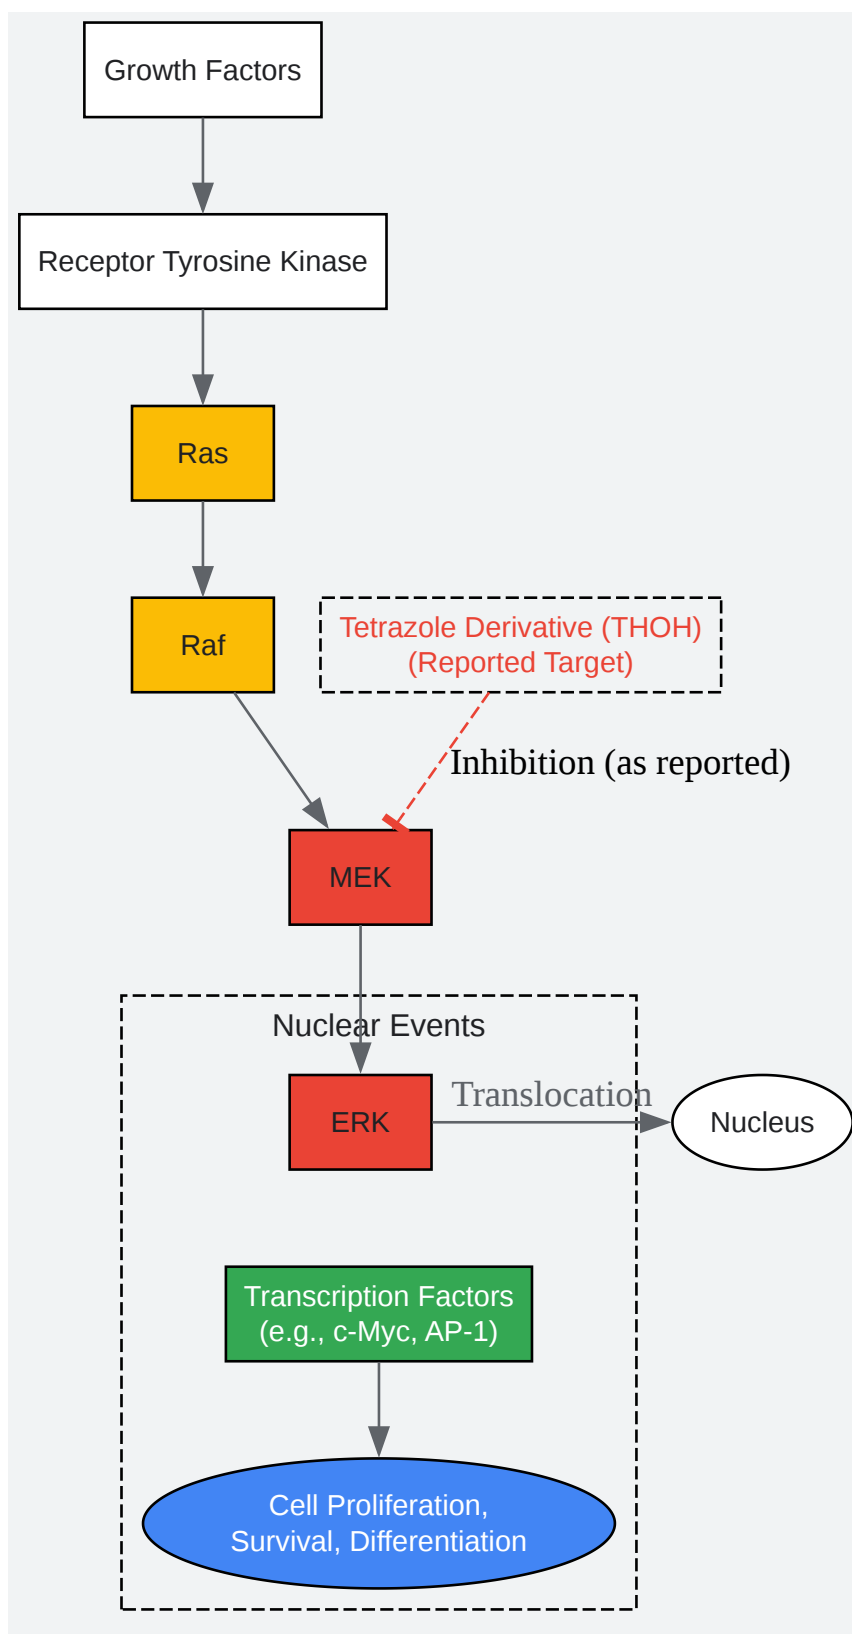 Growth Factors
Receptor Tyrosine Kinase
Ras
Raf
Tetrazole Derivative (THOH)
(Reported Target)
Inhibition (as reported)
MEK
Nuclear Events
Translocation
ERK
Nucleus
Transcription Factors
(e.g., c-Myc, AP-1)
Cell Proliferation,
Survival, Differentiation